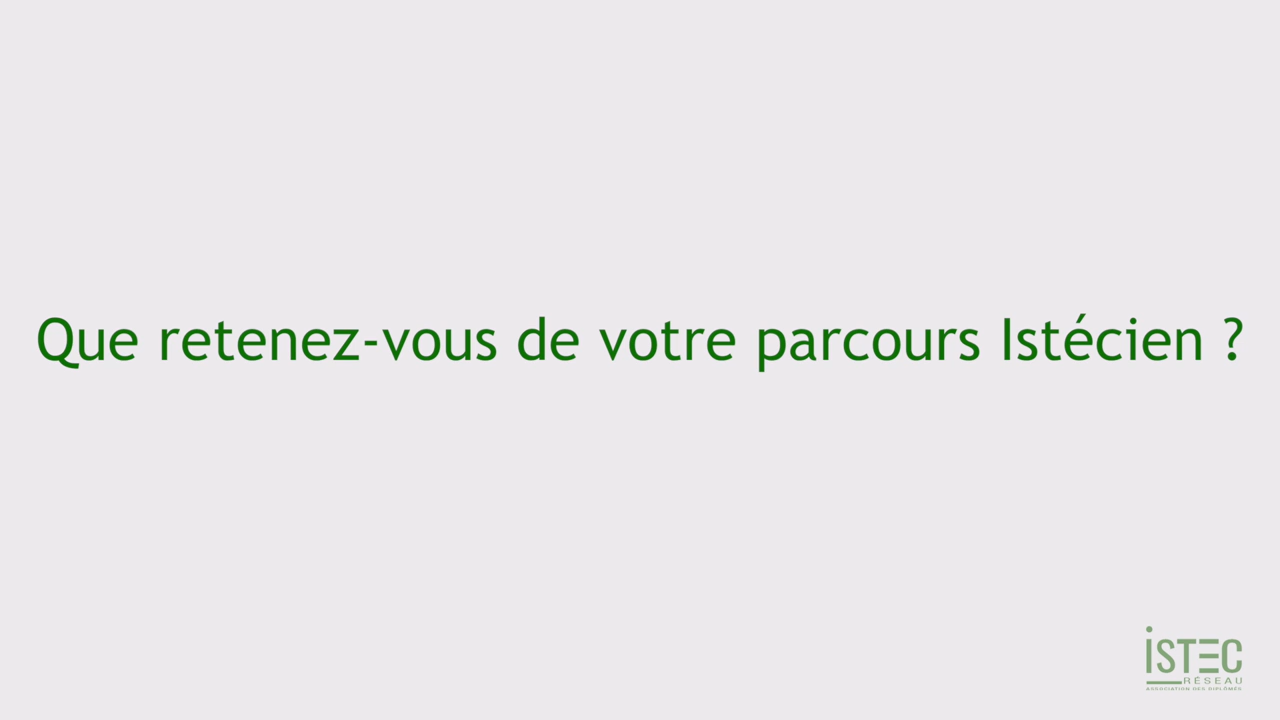 Que retenez-vous de votre parcours Istécien ?
iSTEC
RÉSEAU
ASSOCIATION DES DIPLÔMÉS